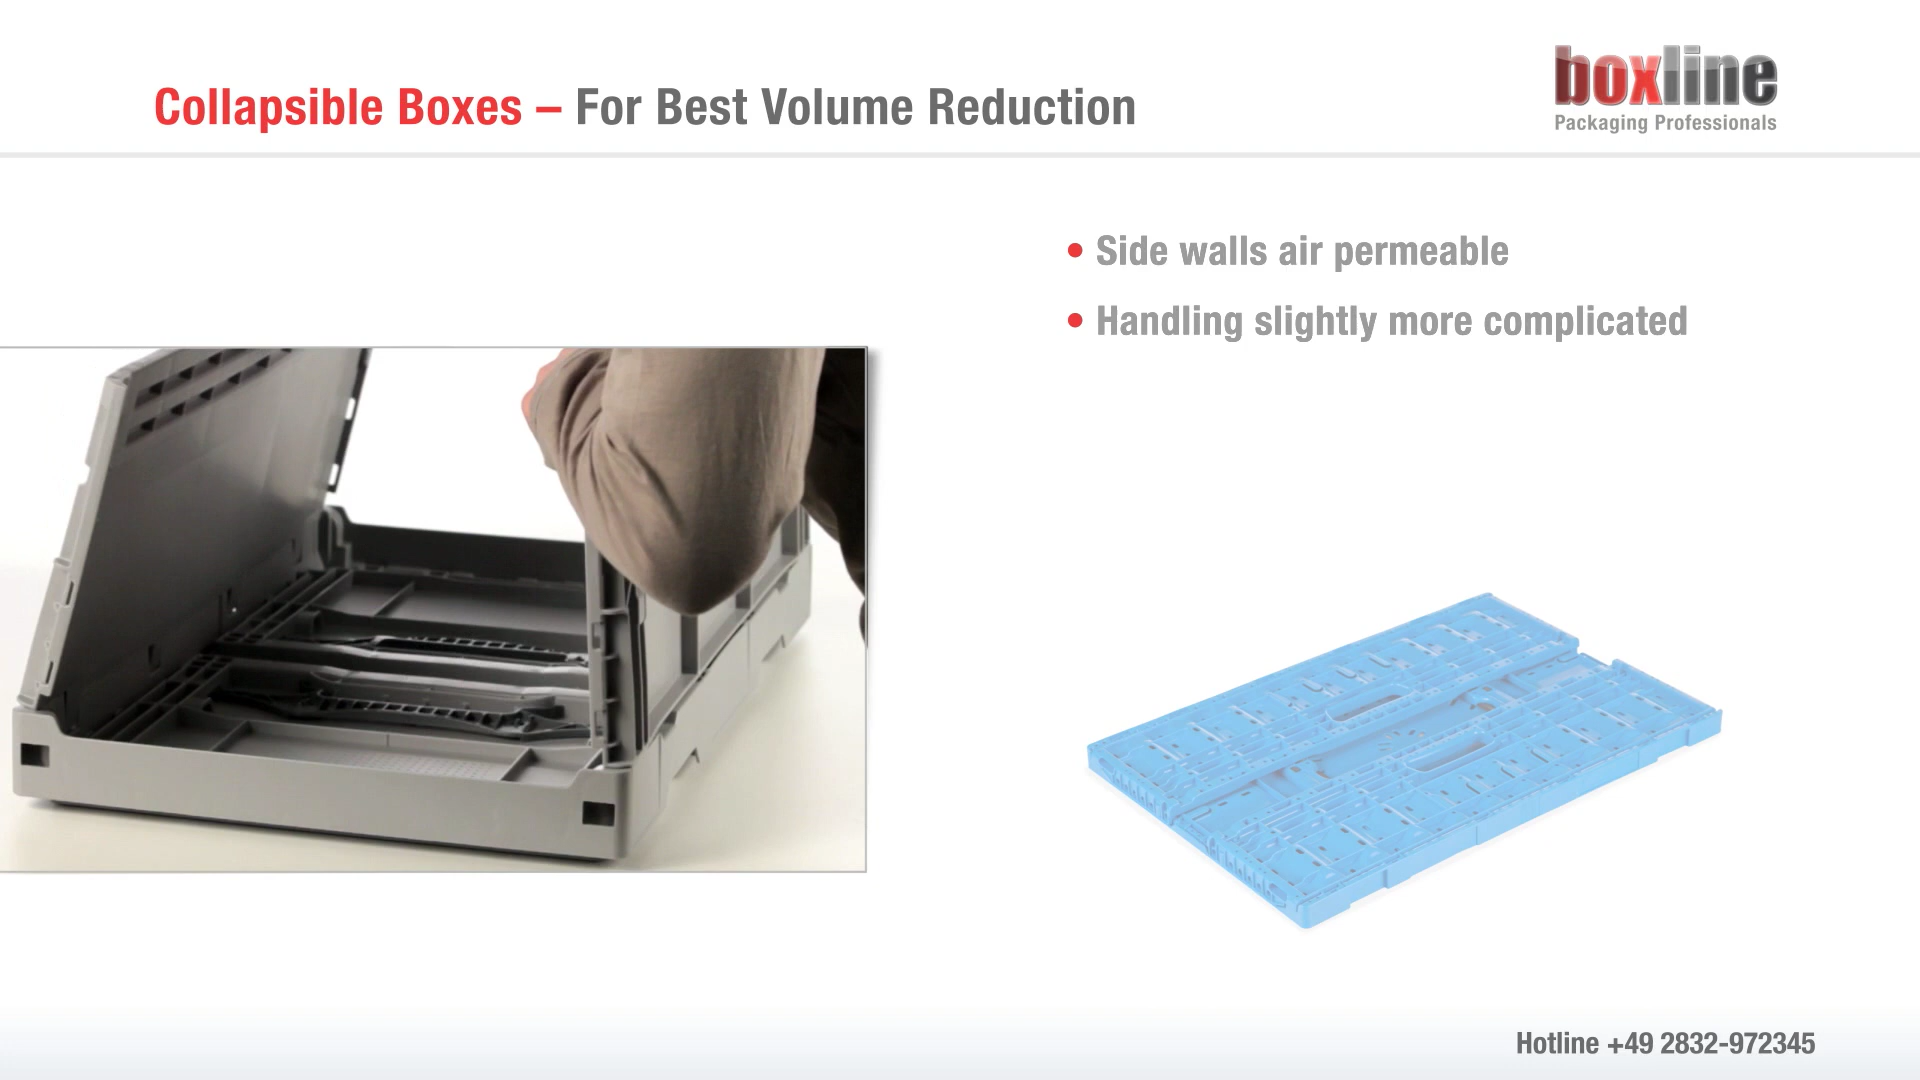 Collapsible Boxes – For Best Volume Reduction
boxline
Packaging Professionals
• Side walls air permeable
• Handling slightly more complicated
Hotline +49 2832-972345